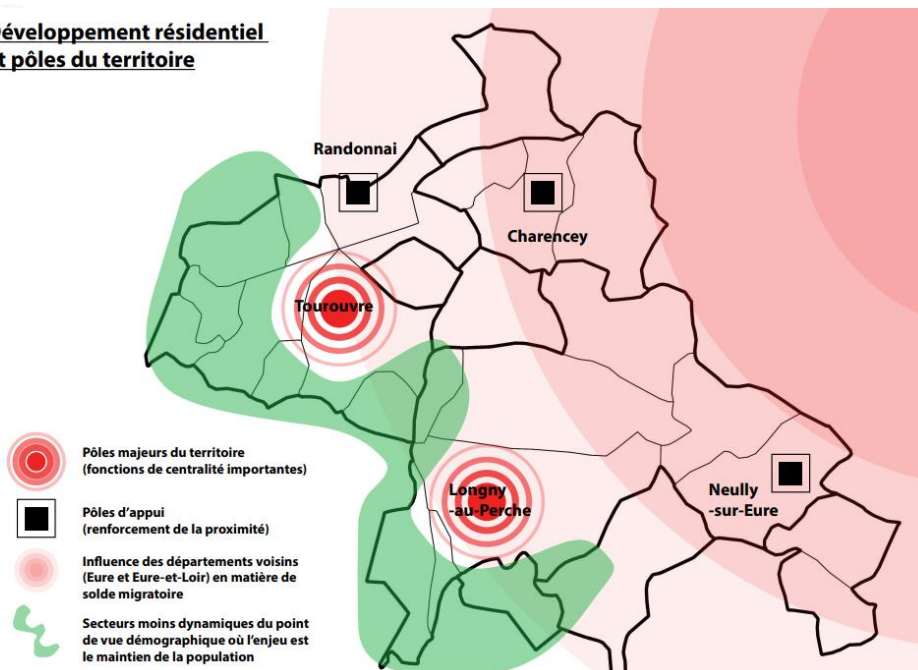 éveloppement résidentiel
t pôles du territoire
Randonnai
Charencey
Tourouvre
Longny
-au-Perche
Neully
-sur-Eure
Pôles majeurs du territoire
(fonctions de centralité importantes)
Pôles d'appui
(renforcement de la proximité)
Influence des départements voisins
(Eure et Eure-et-Loir) en matière de
solde migratoire
Secteurs moins dynamiques du point
de vue démographique où l'enjeu est
le maintien de la population